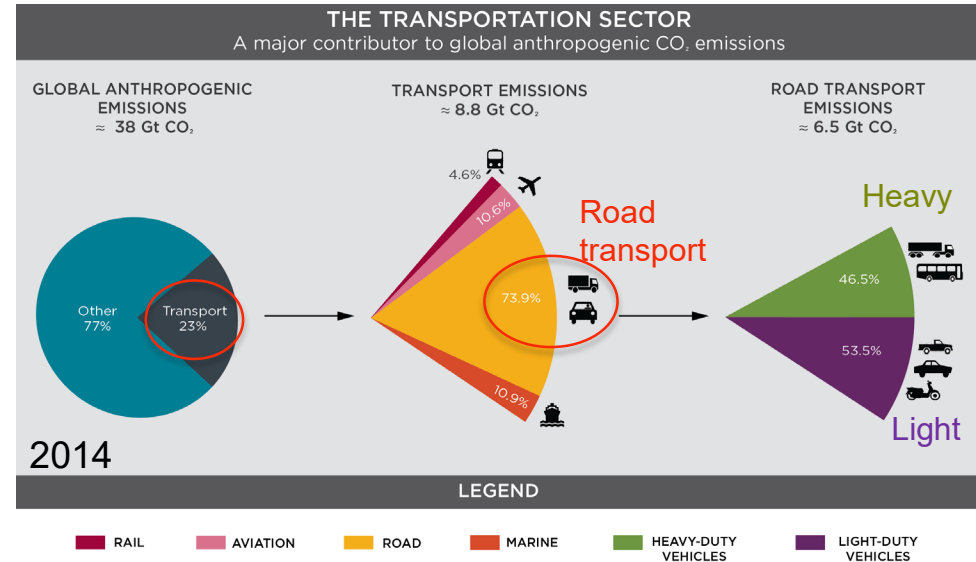 THE TRANSPORTATION SECTOR
A major contributor to global anthropogenic CO₂ emissions
GLOBAL ANTHROPOGENIC
EMISSIONS
≈ 38 Gt CO₂
TRANSPORT EMISSIONS
≈ 8.8 Gt CO₂
ROAD TRANSPORT
EMISSIONS
≈ 6.5 Gt CO₂
Other
77%
Transport
23%
2014
4.6%
10.6%
73.9%
10.9%
Road
transport
Heavy
46.5%
53.5%
Light
LEGEND
RAIL
AVIATION
ROAD
MARINE
HEAVY-DUTY
VEHICLES
LIGHT-DUTY
VEHICLES